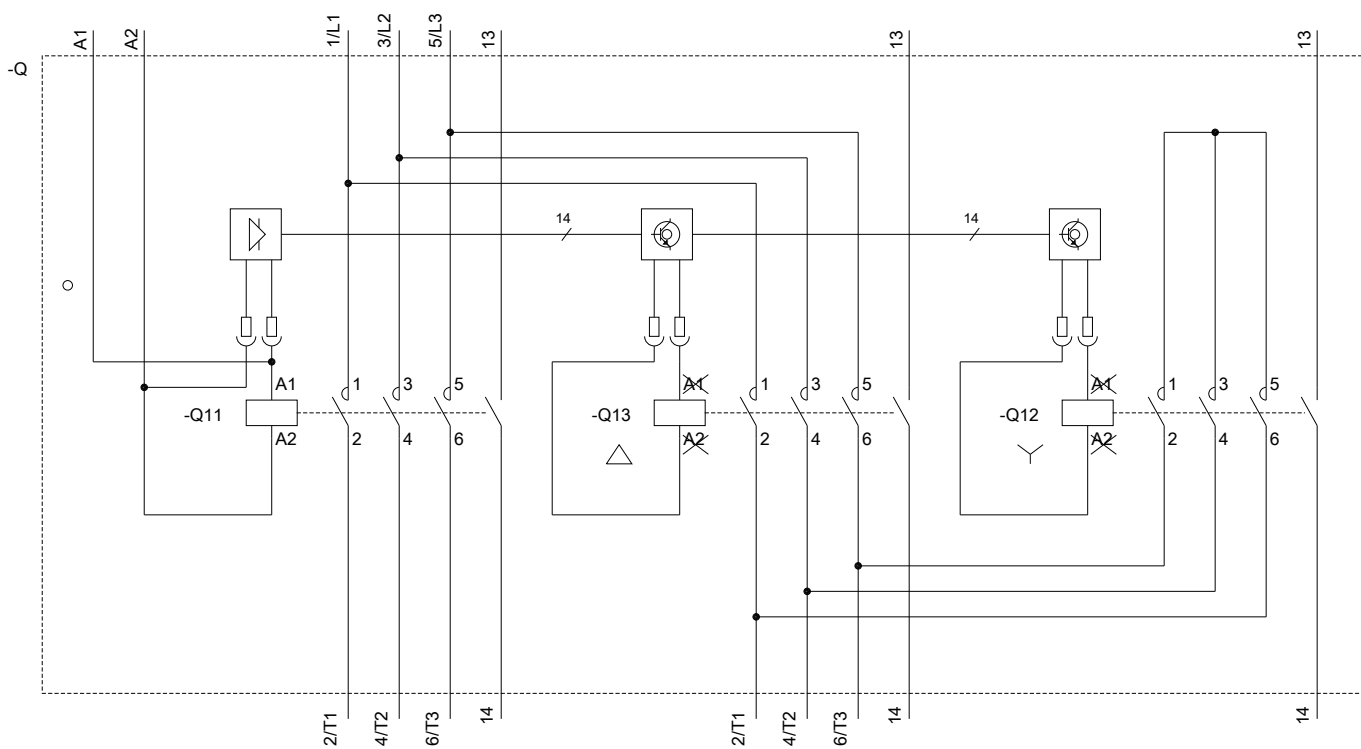 A1 A2 1/L1 3/L2 5/L3 13 13 13
-Q
14 14
A1 1 3 5 A1 1 3 5 A1 1 3 5
-Q11 -Q13 -Q12
A2 2 4 6 A2 2 4 6 A2 2 4 6
2/T1 4/T2 6/T3 14 2/T1 4/T2 6/T3 14 14